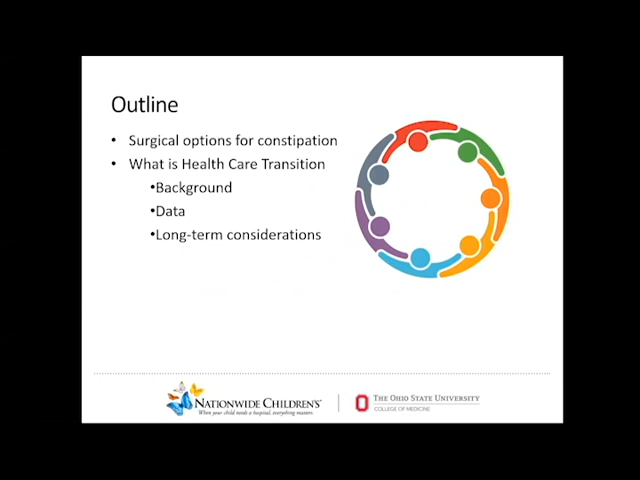 Outline
• Surgical options for constipation
• What is Health Care Transition
•Background
•Data
•Long-term considerations
NATIONWIDE CHILDREN'S
When your child needs a hospital, everything matters.
THE OHIO STATE UNIVERSITY
COLLEGE OF MEDICINE